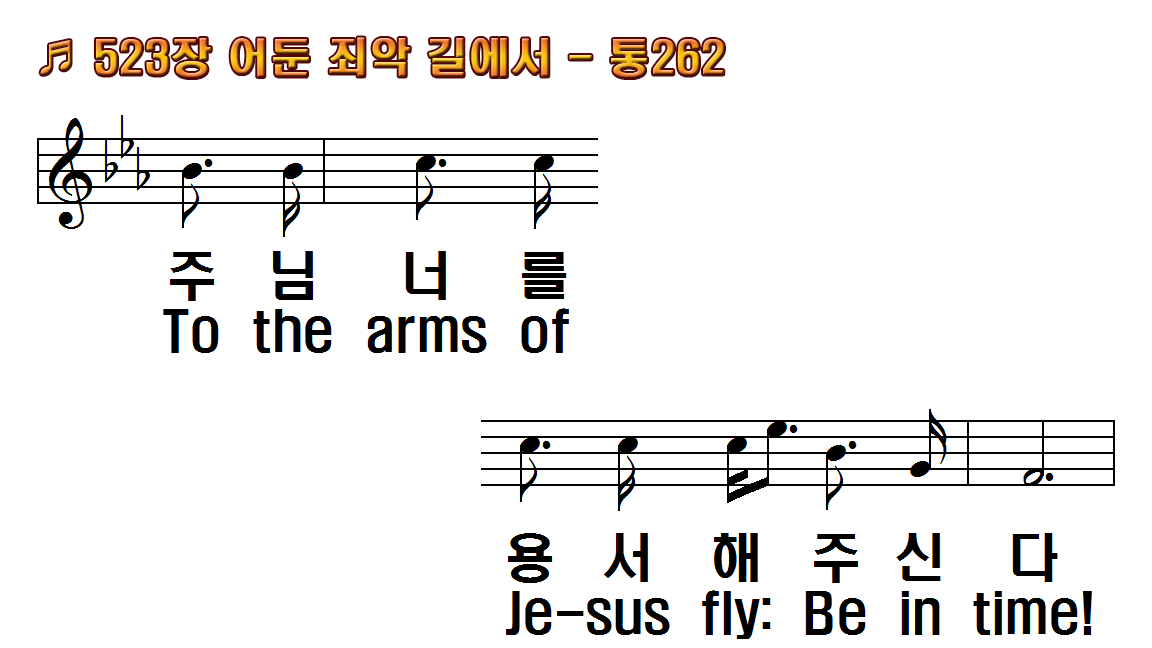 ♬ 523장 어둔 죄악 길에서 - 통262
주 님 너 를
To the arms of
용 서 해 주 신 다
Je-sus fly: Be in time!